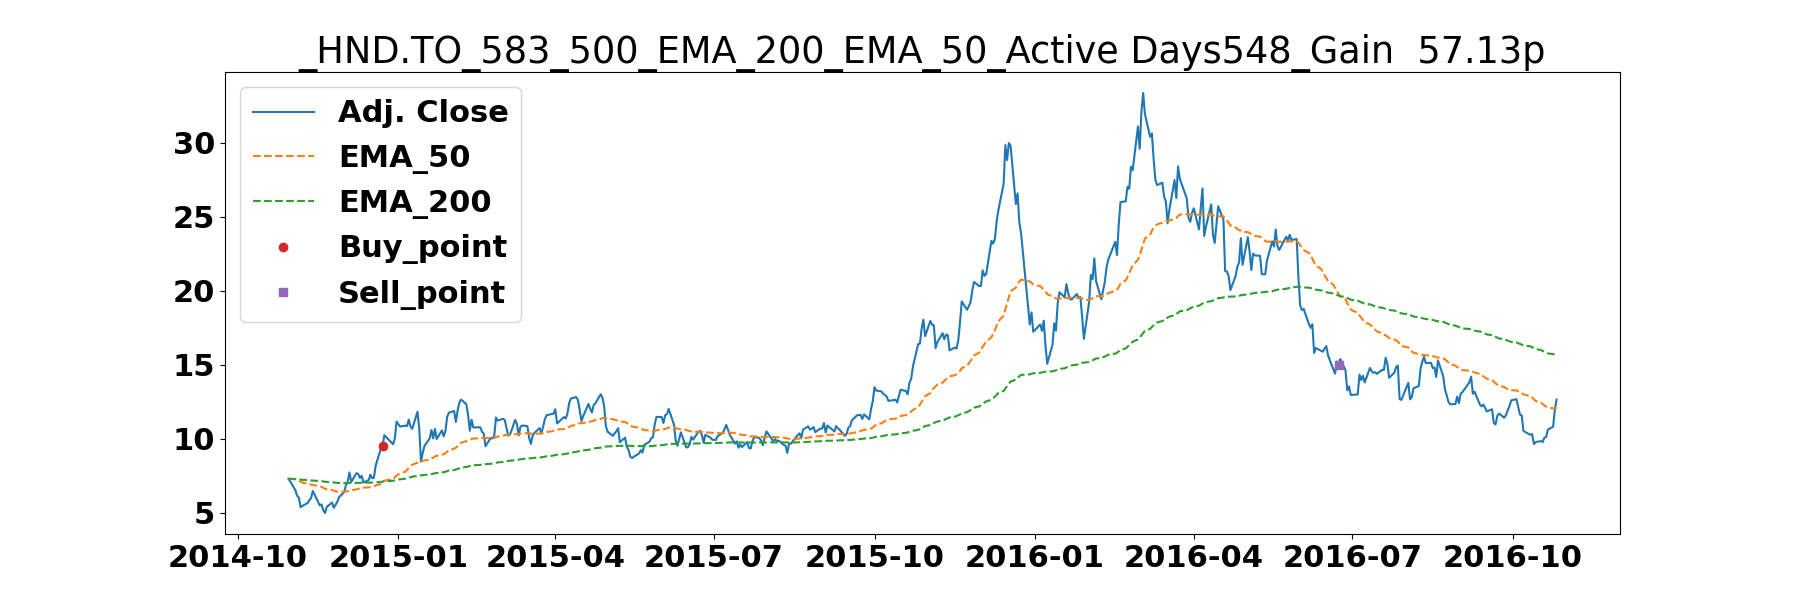 _HND.TO_583_500_EMA_200_EMA_50_Active Days548_Gain  57.13p
Adj. Close
EMA_50
EMA_200
Buy_point
Sell_point
30
25
20
15
10
5
2014-10 2015-01 2015-04 2015-07 2015-10 2016-01 2016-04 2016-07 2016-10